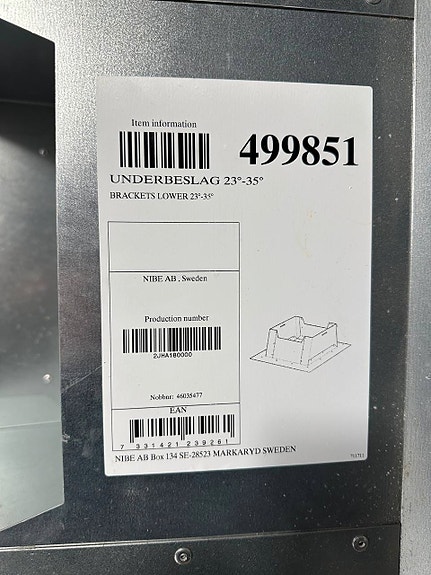 Item information
499851
UNDERBESLAG 23°-35°
BRACKETS LOWER 23°-35°
NIBE AB , Sweden
Production number
2JHA180000
Nobbnr: 46035477
EAN
7 331421 239261
NIBE AB Box 134 SE-28523 MARKARYD SWEDEN